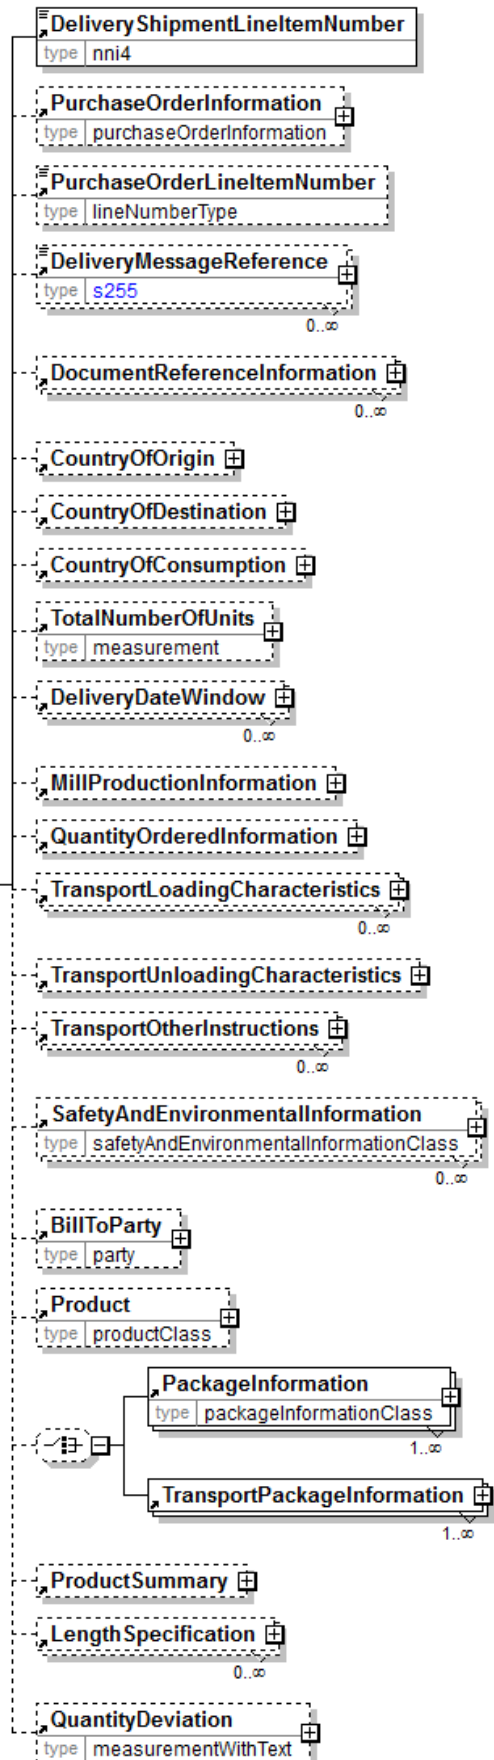 DeliveryShipmentLineItemNumber
type nni4
PurchaseOrderInformation
type purchaseOrderInformation
PurchaseOrderLineItemNumber
type lineNumberType
DeliveryMessageReference
type s255
0..∞
DocumentReferenceInformation
0..∞
CountryOfOrigin
CountryOfDestination
CountryOfConsumption
TotalNumberOfUnits
type measurement
DeliveryDateWindow
0..∞
MillProductionInformation
QuantityOrderedInformation
TransportLoadingCharacteristics
0..∞
TransportUnloadingCharacteristics
TransportOtherInstructions
0..∞
SafetyAndEnvironmentalInformation
type safetyAndEnvironmentalInformationClass
0..∞
BillToParty
type party
Product
type productClass
PackageInformation
type packageInformationClass
1..∞
TransportPackageInformation
1..∞
ProductSummary
LengthSpecification
0..∞
QuantityDeviation
type measurementWithText